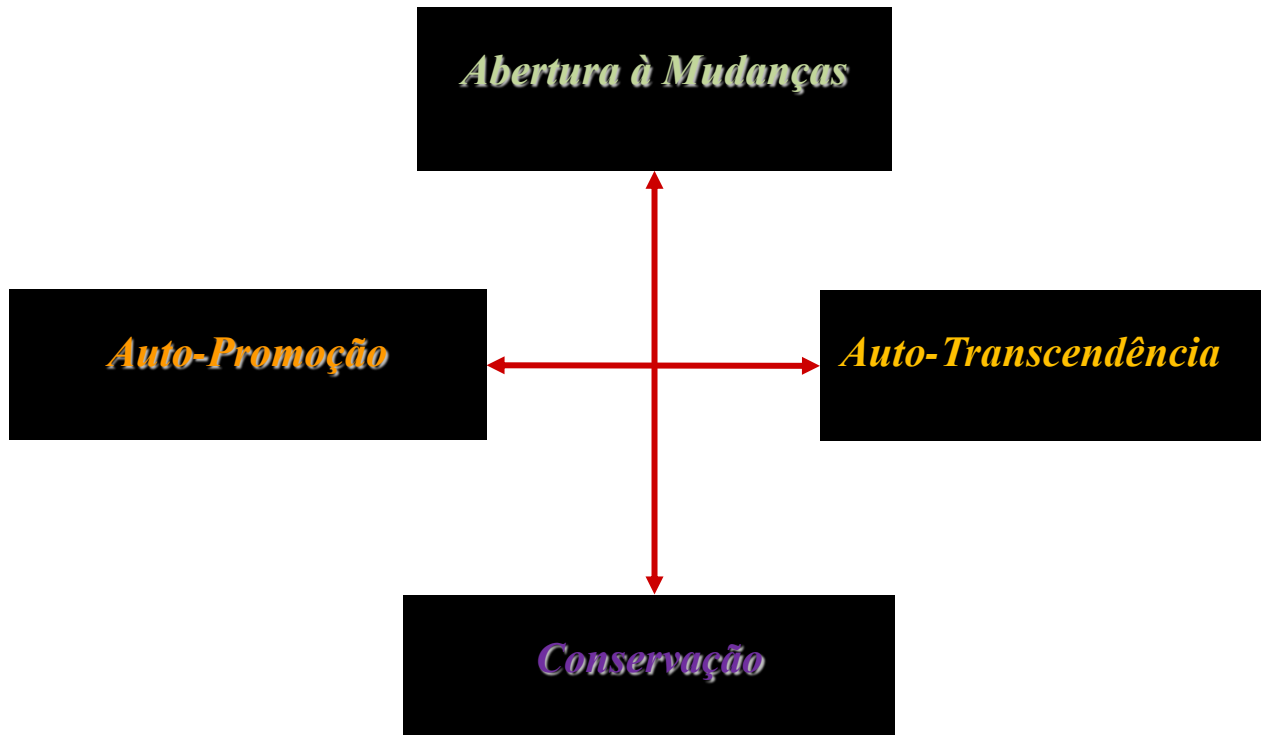 Abertura à Mudanças
Auto-Promoção
Auto-Transcendência
Conservação